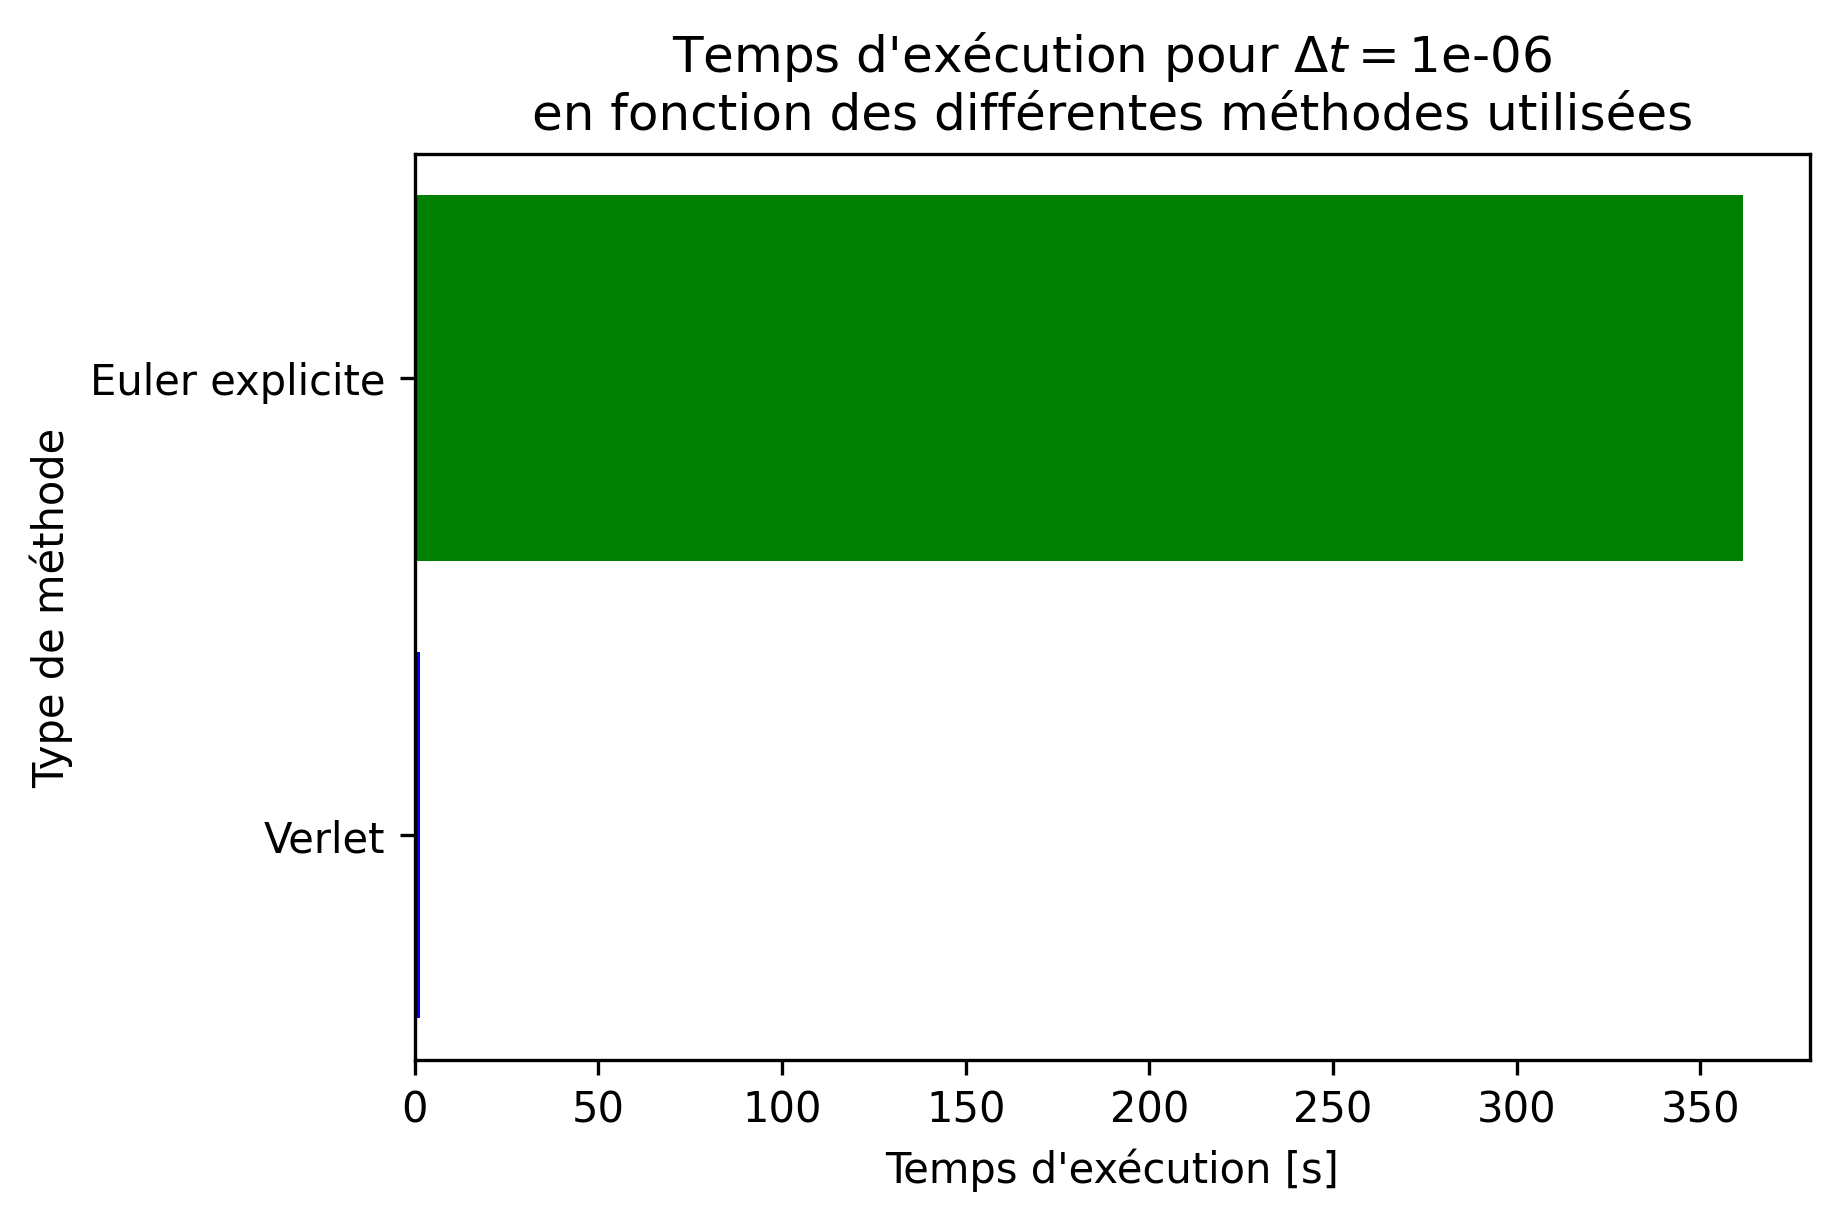 Temps d'exécution pour Δt = 1e-06
en fonction des différentes méthodes utilisées
Type de méthode
Euler explicite
Verlet
0 50 100 150 200 250 300 350
Temps d'exécution [s]